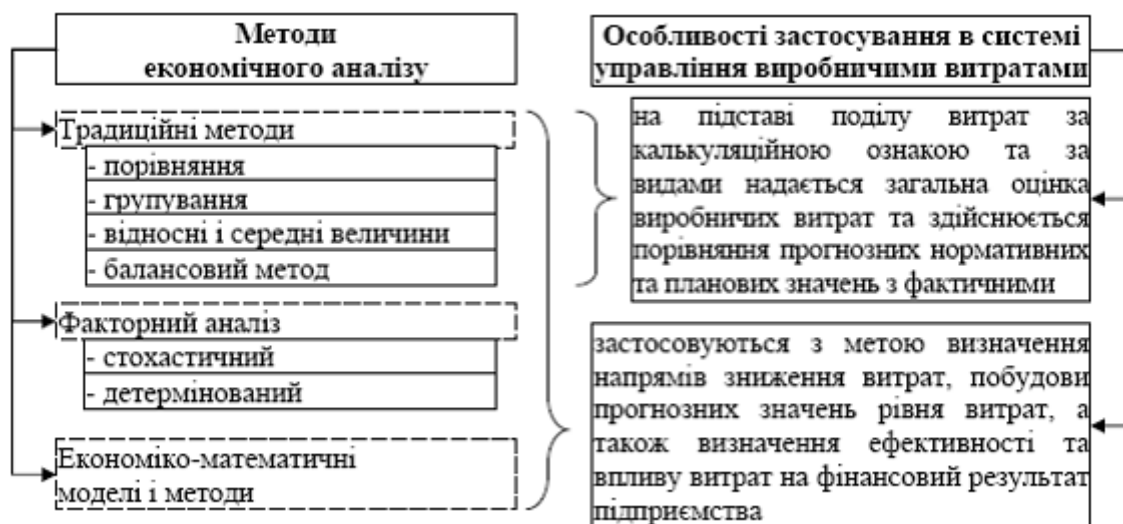 Методи
економічного аналізу
Традиційні методи
- порівняння
- групування
- відносні і середні величини
- балансовий метод
Факторний аналіз
- стохастичний
- детермінований
Економіко-математичні
моделі і методи
Особливості застосування в системі
управління виробничими витратами
на підставі поділу витрат за
калькуляційною ознакою та за
видами надається загальна оцінка
виробничих витрат та здійснюється
порівняння прогнозних нормативних
та планових значень з фактичними
застосовуються з метою визначення
напрямів зниження витрат, побудови
прогнозних значень рівня витрат, а
також визначення ефективності та
впливу витрат на фінансовий результат
підприємства